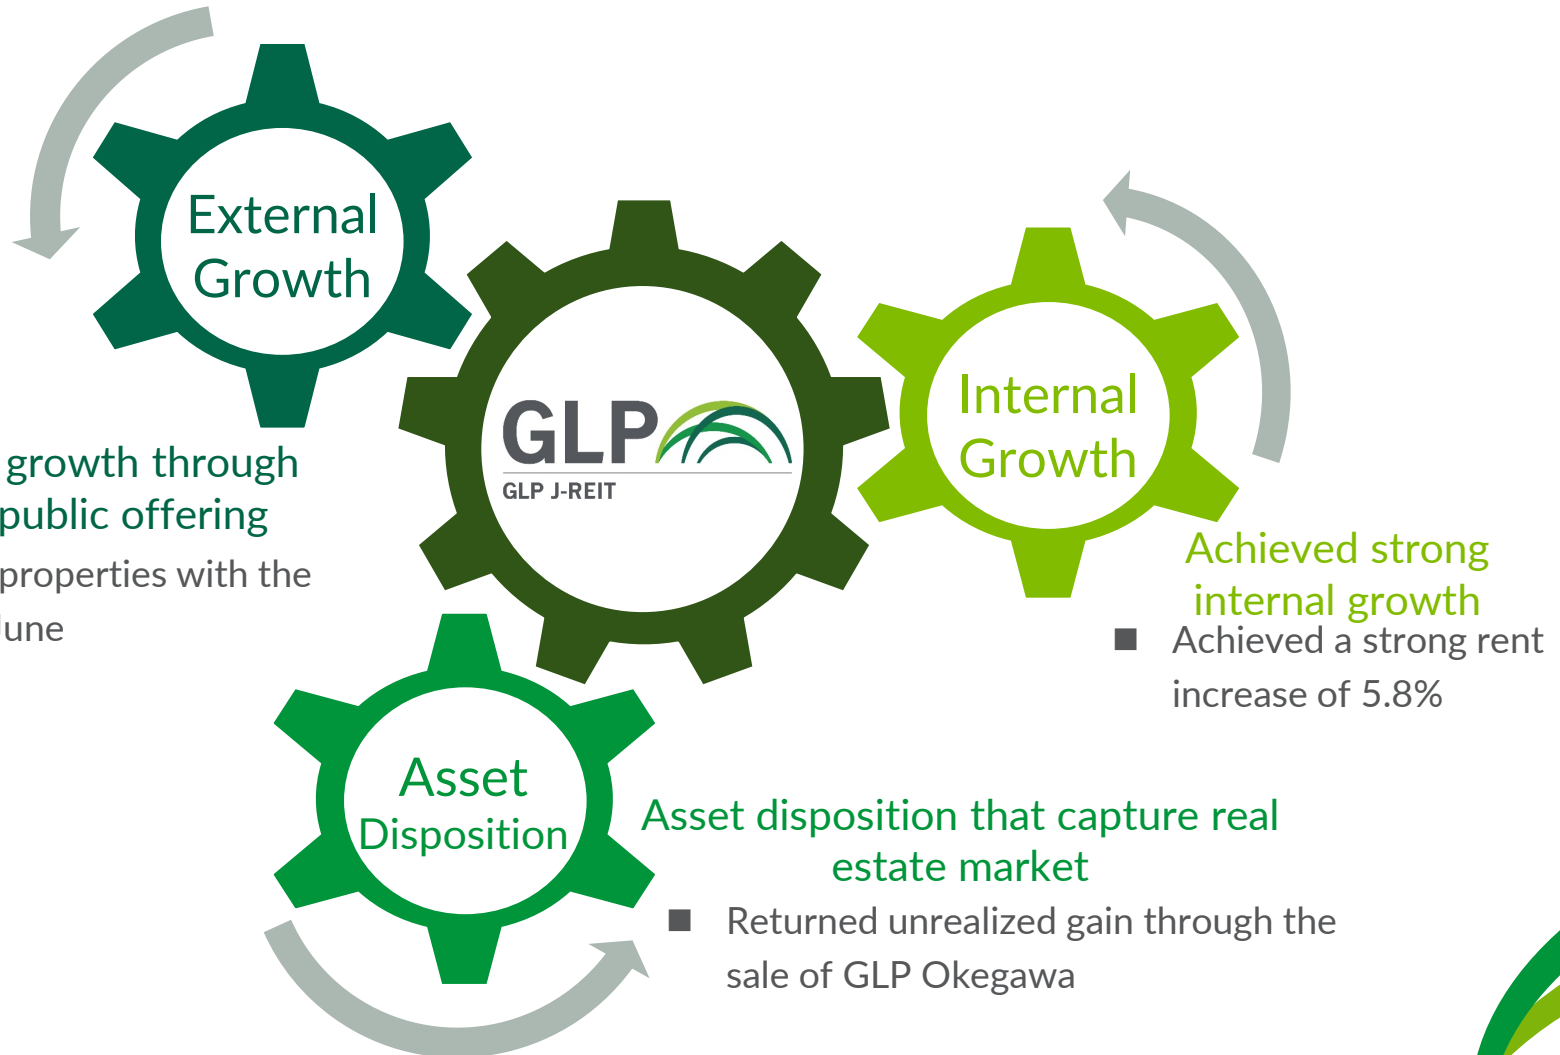 External
Growth
growth through
public offering
properties with the
June
GLP
GLP J-REIT
Internal
Growth
Achieved strong
internal growth
■ Achieved a strong rent
increase of 5.8%
Asset
Disposition
Asset disposition that capture real
estate market
■ Returned unrealized gain through the
sale of GLP Okegawa